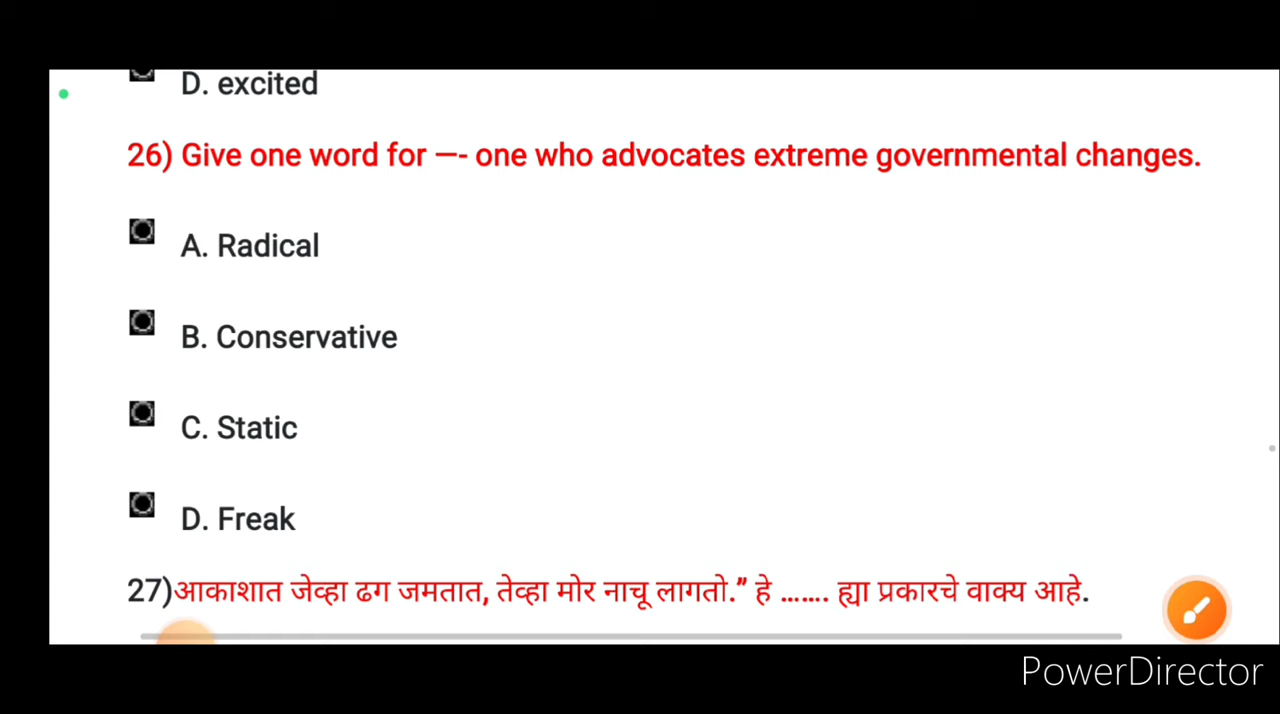 D. excited
26) Give one word for —- one who advocates extreme governmental changes.
A. Radical
B. Conservative
C. Static
D. Freak
27)आकाशात जेव्हा ढग जमतात, तेव्हा मोर नाचू लागतो.” हे ....... ह्या प्रकारचे वाक्य आहे.
PowerDirector